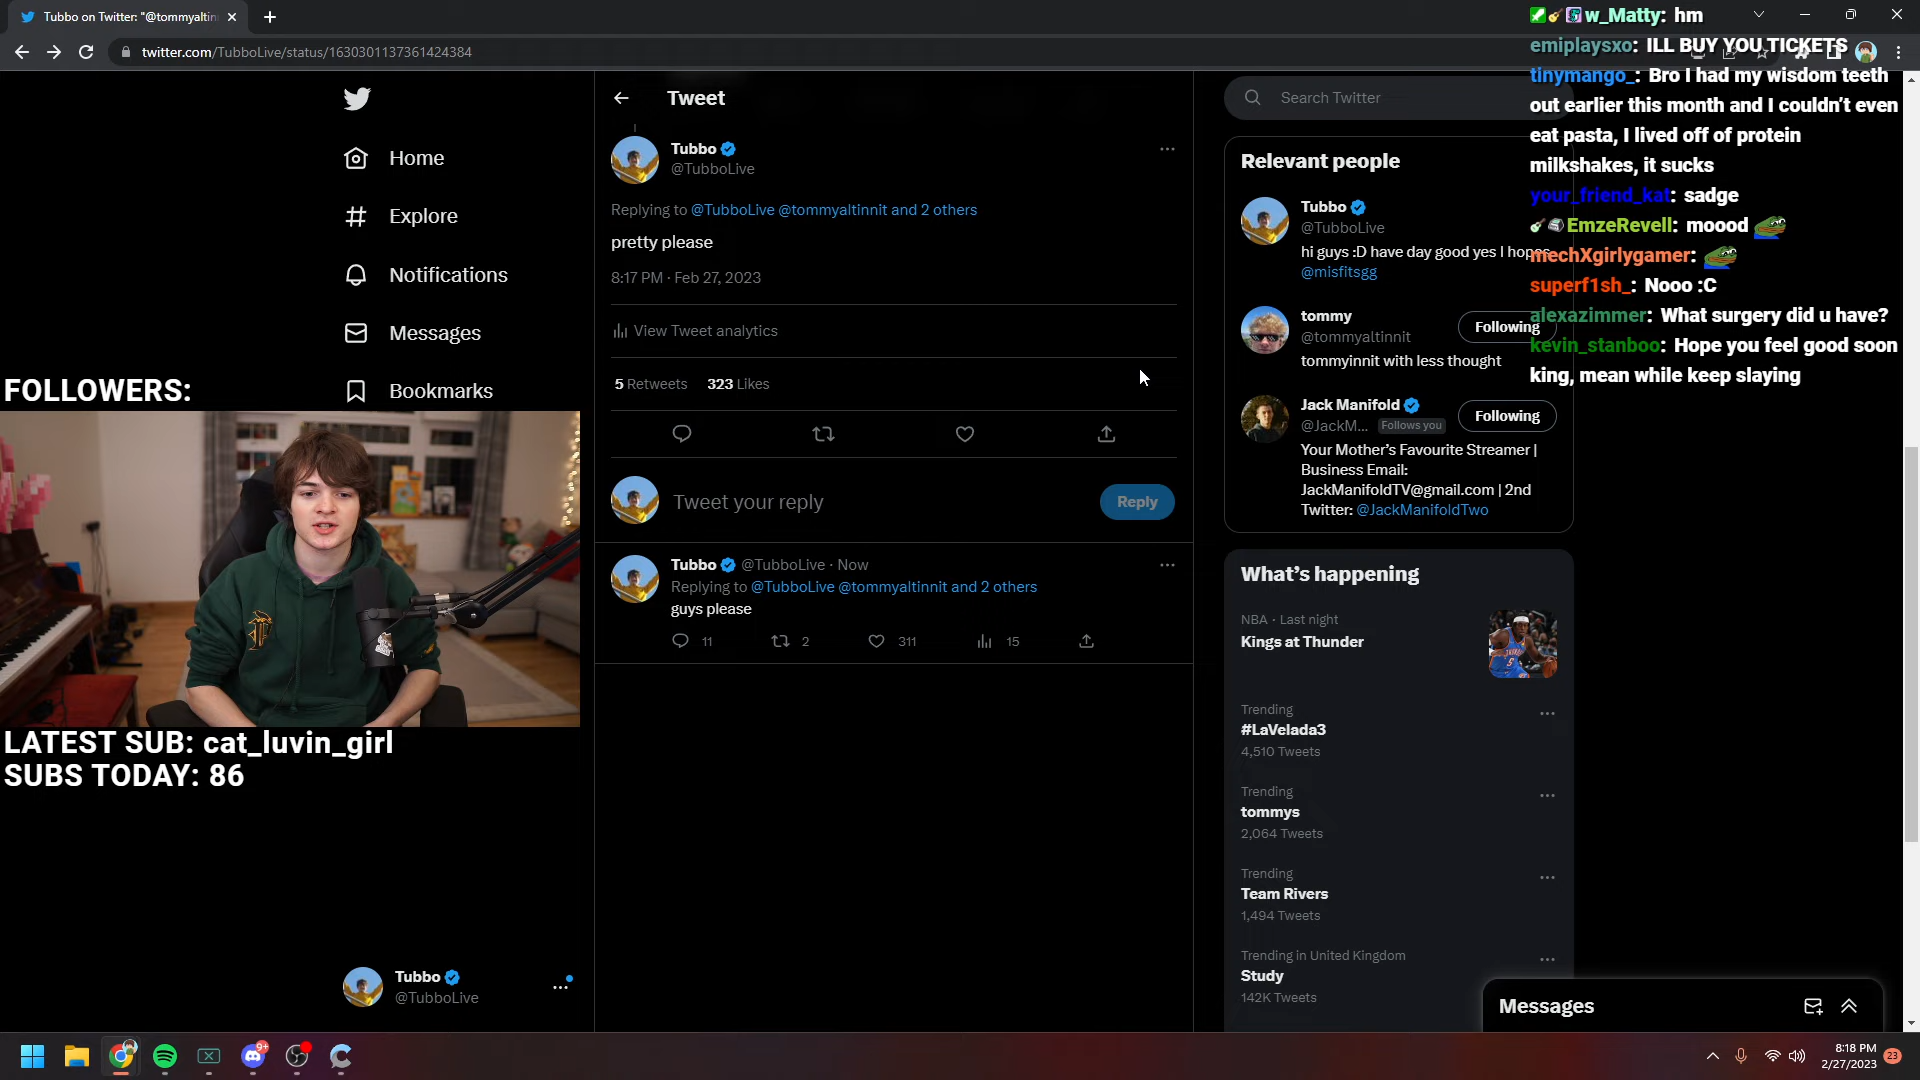 Tubbo on Twitter: "@tommyaltin
twitter.com/TubboLive/status/1630301137361424384
Home
Explore
Notifications
Messages
Bookmarks
FOLLOWERS:
LATEST SUB: cat_luvin_girl
SUBS TODAY: 86
Tubbo
@TubboLive
Tweet
Tubbo
@TubboLive
Replying to @TubboLive @tommyaltinnit and 2 others
pretty please
8:17 PM · Feb 27, 2023
View Tweet analytics
5 Retweets 323 Likes
Tweet your reply
Reply
Tubbo @TubboLive · Now
Replying to @TubboLive @tommyaltinnit and 2 others
guys please
11 2 311 15
Search Twitter
Relevant people
Tubbo
@TubboLive
hi guys :D have day good yes I hopes
@misfitsgg
tommy
@tommyaltinnit
Following
tommyinnit with less thought
Jack Manifold
@JackM... Follows you
Following
Your Mother's Favourite Streamer |
Business Email:
JackManifoldTV@gmail.com | 2nd
Twitter: @JackManifoldTwo
What's happening
NBA · Last night
Kings at Thunder
Trending
#LaVelada3
4,510 Tweets
Trending
tommys
2,064 Tweets
Trending
Team Rivers
1,494 Tweets
Trending in United Kingdom
Study
142K Tweets
Messages
w_Matty: hm
emiplaysxo: ILL BUY YOU TICKETS
tinymango_: Bro I had my wisdom teeth
out earlier this month and I couldn't even
eat pasta, I lived off of protein
milkshakes, it sucks
your_friend_kat: sadge
EmzeRevell: moood
mechXgirlygamer:
superf1sh_: Nooo :C
alexazimmer: What surgery did u have?
kevin_stanboo: Hope you feel good soon
king, mean while keep slaying
9+
8:18 PM
2/27/2023
23